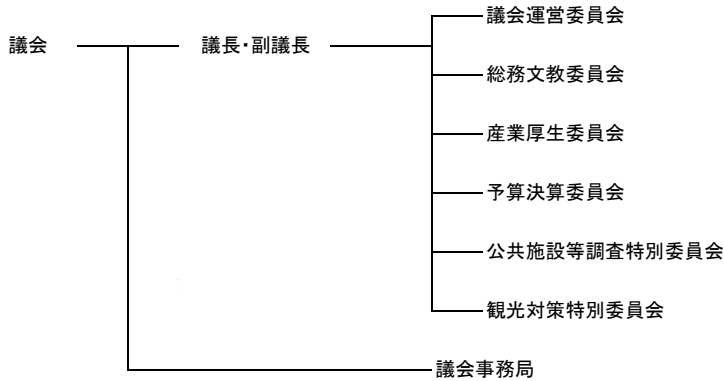 議会運営委員会
議会
議長・副議長
総務文教委員会
産業厚生委員会
予算決算委員会
公共施設等調査特別委員会
観光対策特別委員会
議会事務局